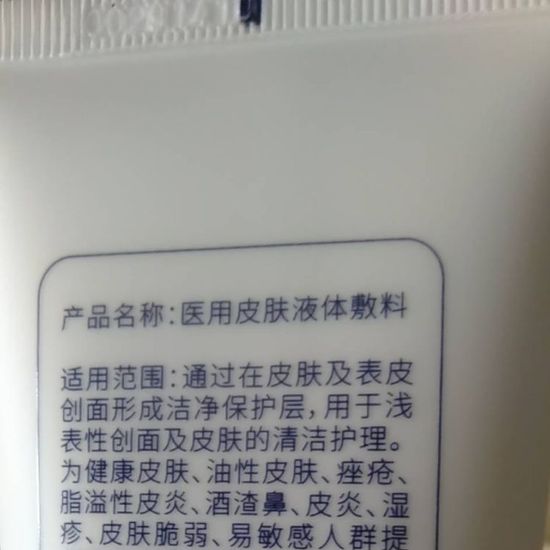 产品名称:医用皮肤液体敷料
适用范围:通过在皮肤及表皮
创面形成洁净保护层,用于浅
表性创面及皮肤的清洁护理。
为健康皮肤、油性皮肤、痤疮、
脂溢性皮炎、酒渣鼻、皮炎、湿
疹、皮肤脆弱、易敏感人群提